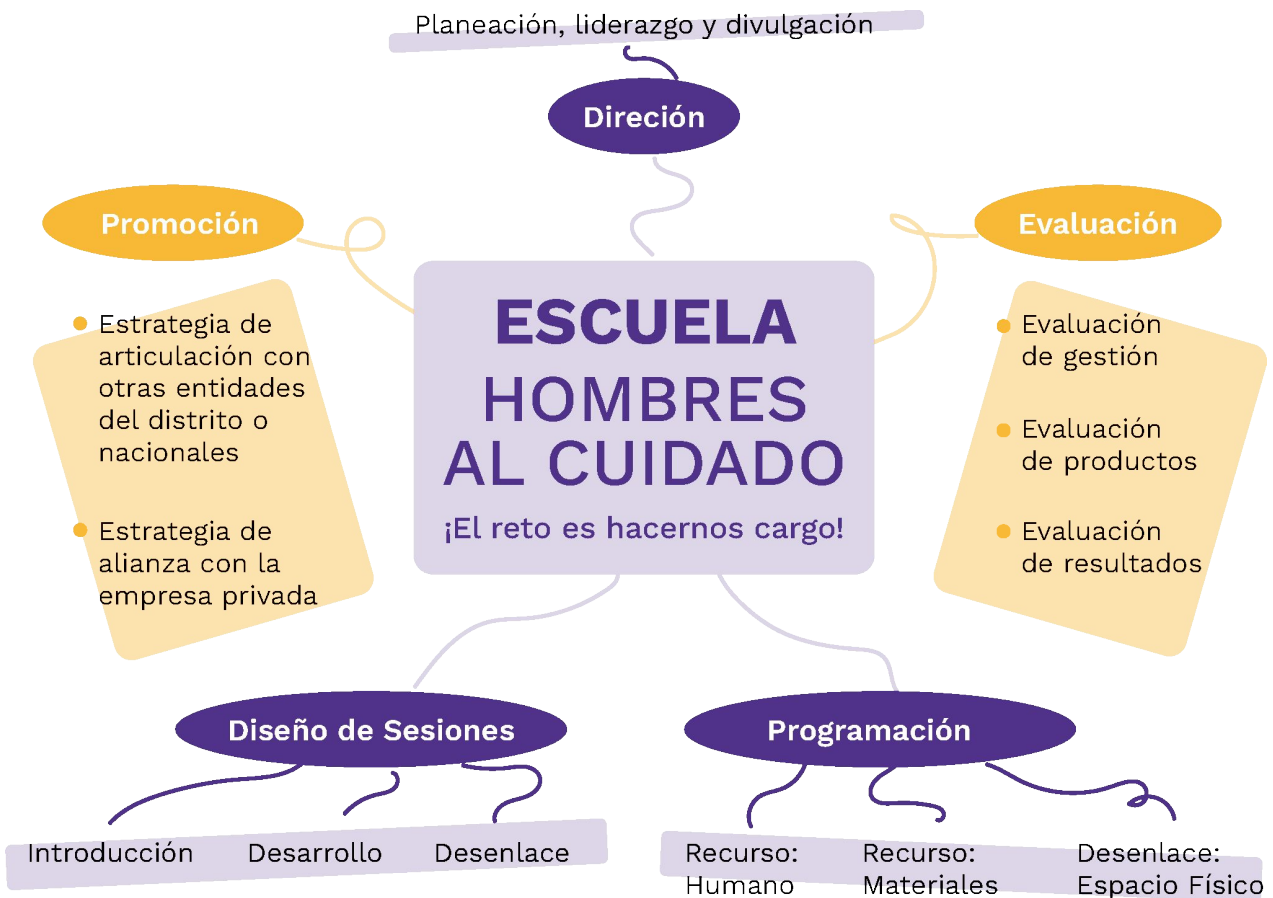 Planeación, liderazgo y divulgación
Direción
Promoción
Estrategia de
articulación con
otras entidades
del distrito o
nacionales
Estrategia de
alianza con la
empresa privada
ESCUELA
HOMBRES
AL CUIDADO
¡El reto es hacernos cargo!
Evaluación
Evaluación
de gestión
Evaluación
de productos
Evaluación
de resultados
Diseño de Sesiones
Introducción
Desarrollo
Desenlace
Programación
Recurso:
Humano
Recurso:
Materiales
Desenlace:
Espacio Físico